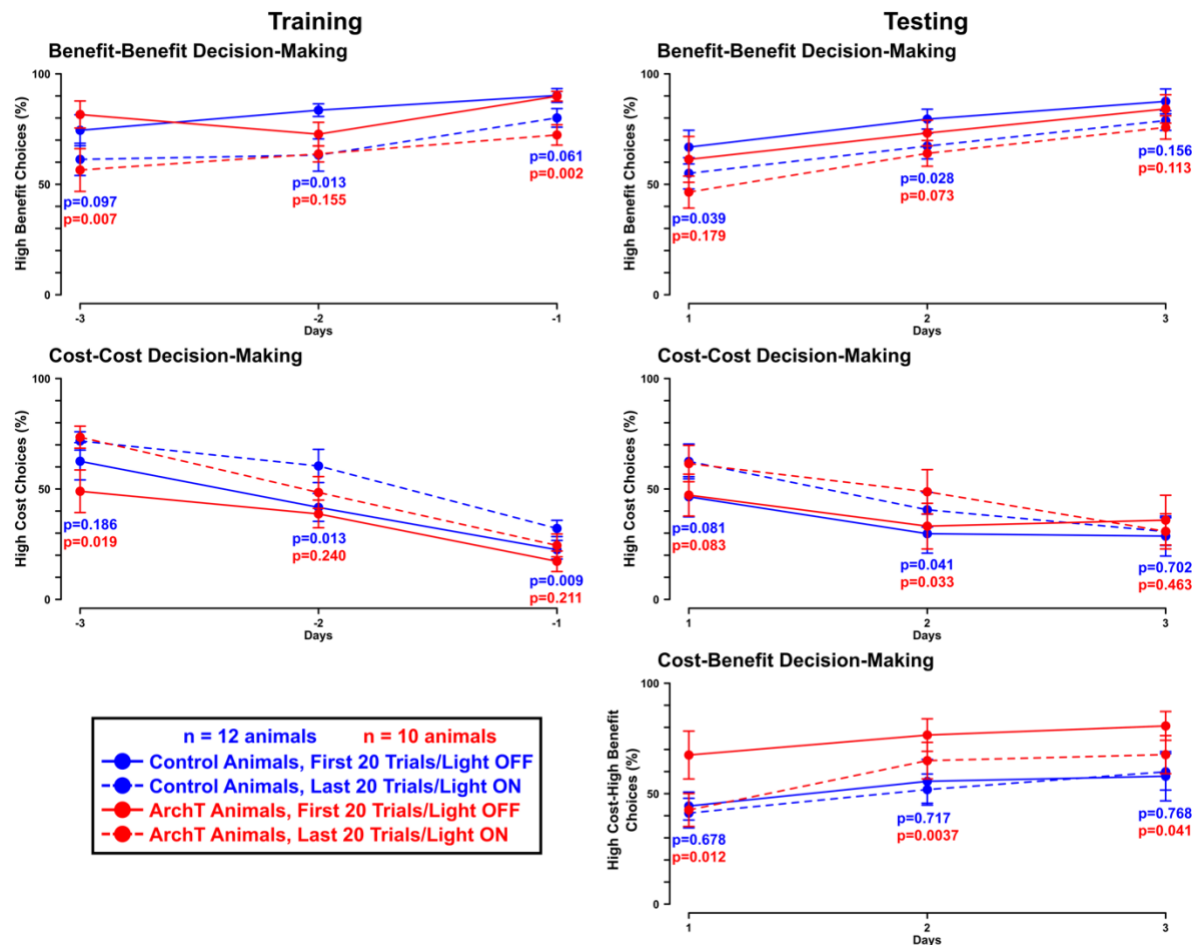 Training
Benefit-Benefit Decision-Making
High Benefit Choices (%)
100
50
0
p=0.097
p=0.007
p=0.013
p=0.155
p=0.061
p=0.002
-3
-2
-1
Days
Cost-Cost Decision-Making
High Cost Choices (%)
100
50
0
p=0.186
p=0.019
p=0.013
p=0.240
p=0.009
p=0.211
-3
-2
-1
Days
n = 12 animals n = 10 animals
Control Animals, First 20 Trials/Light OFF
Control Animals, Last 20 Trials/Light ON
ArchT Animals, First 20 Trials/Light OFF
ArchT Animals, Last 20 Trials/Light ON
Testing
Benefit-Benefit Decision-Making
High Benefit Choices (%)
100
50
0
p=0.039
p=0.179
p=0.028
p=0.073
p=0.156
p=0.113
1
2
3
Days
Cost-Cost Decision-Making
High Cost Choices (%)
100
50
0
p=0.081
p=0.083
p=0.041
p=0.033
p=0.702
p=0.463
1
2
3
Days
Cost-Benefit Decision-Making
High Cost-High Benefit
Choices (%)
100
50
0
p=0.678
p=0.012
p=0.717
p=0.0037
p=0.768
p=0.041
1
2
3
Days